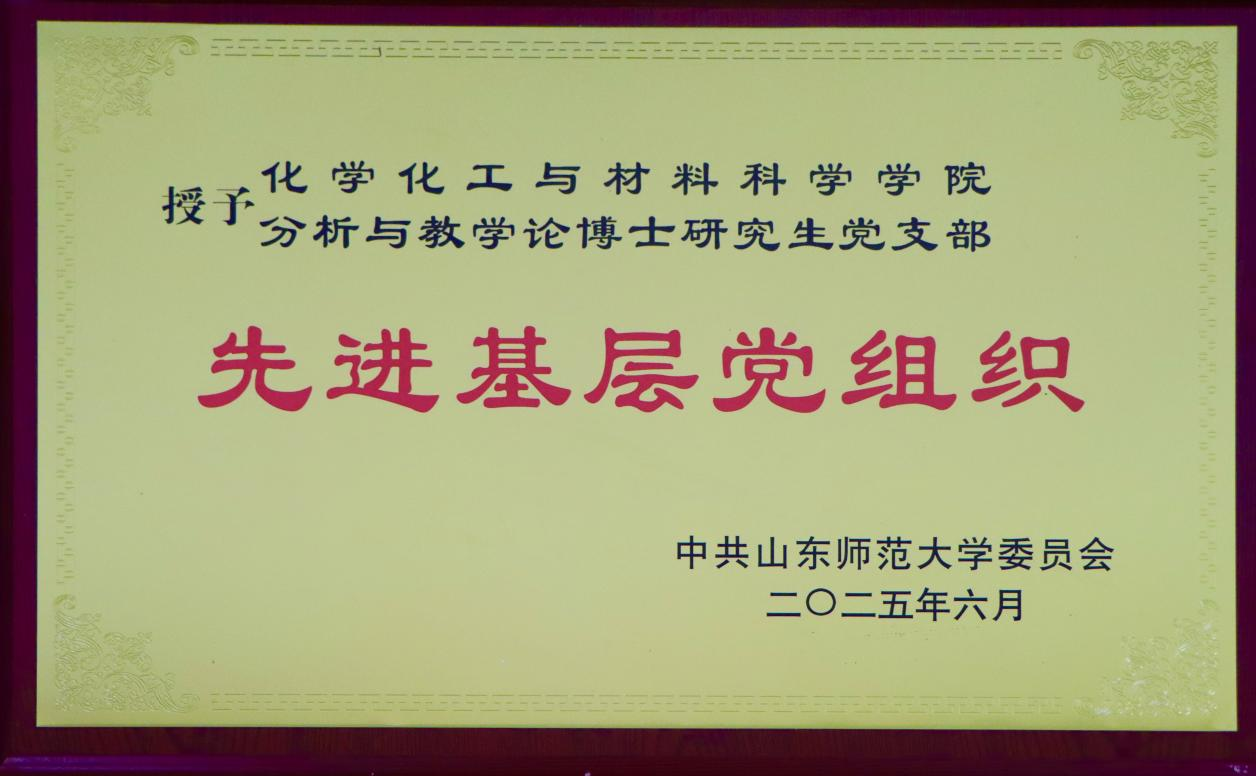 授予
化学化工与材料科学学院
分析与教学论博士研究生党支部
先进基层党组织
中共山东师范大学委员会
二〇二五年六月